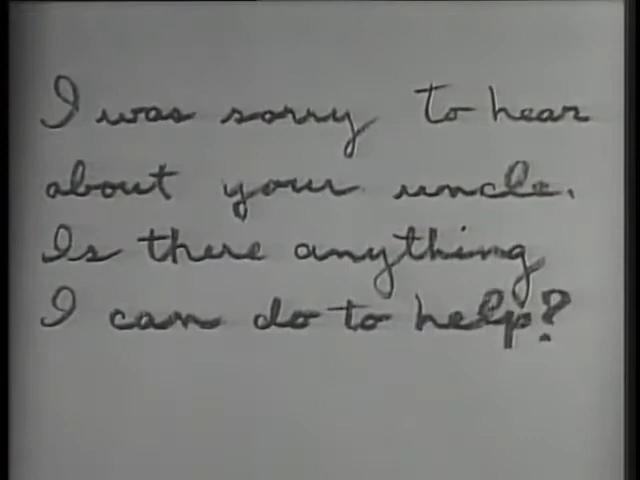 I was sorry to hear
about your uncle.
Is there anything
I can do to help?